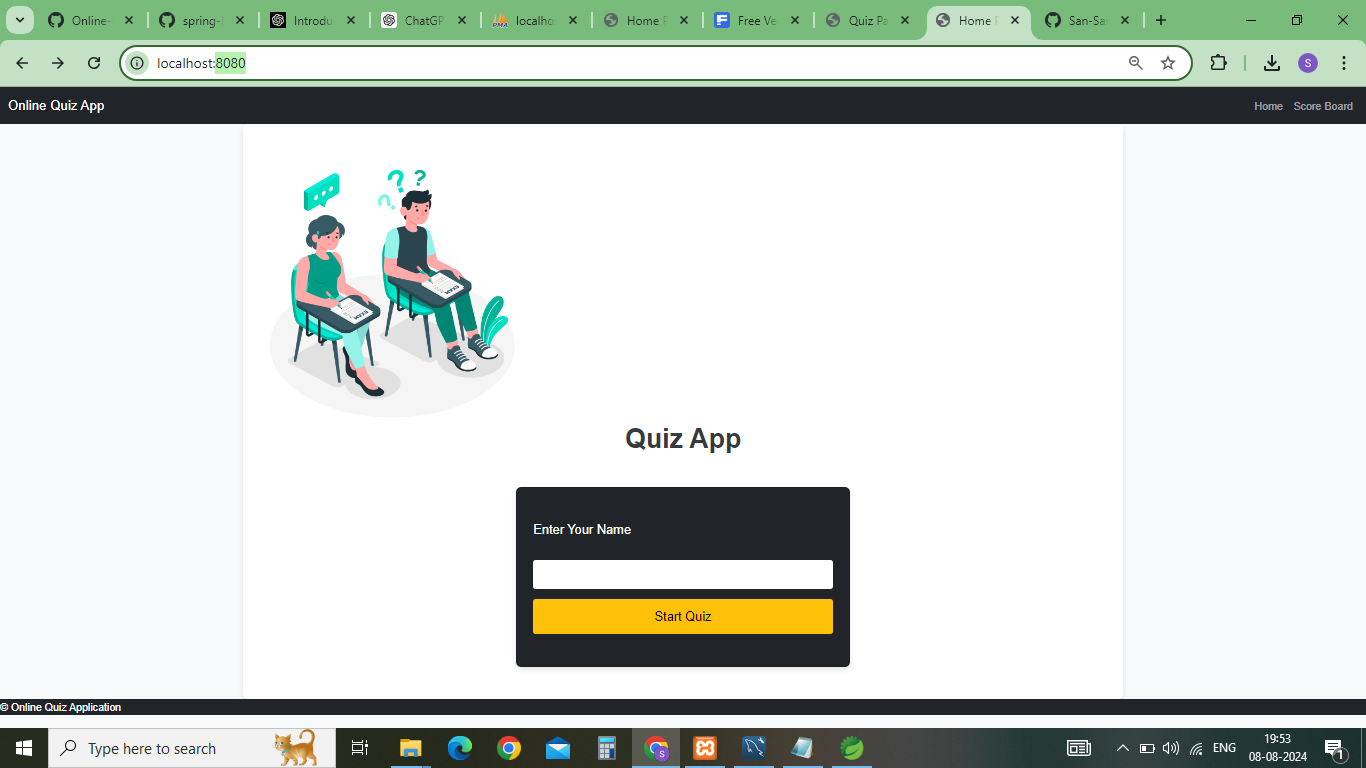 Online-
spring-
Introdu
ChatGP
localho
Home P
Free Ve
Quiz Pa
Home P
San-Sa
localhost:8080
S
Online Quiz App
Home
Score Board
? ?
EXAM
EXAM
Quiz App
Enter Your Name
Start Quiz
© Online Quiz Application
Type here to search
S
ENG
19:53
08-08-2024
1